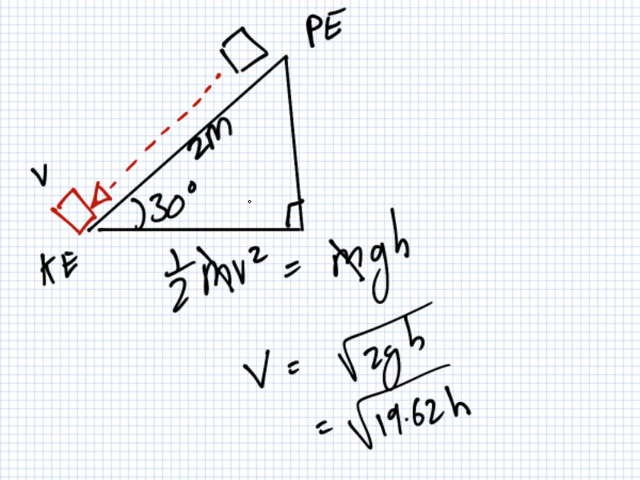 PE
2m
V
30°
KE
1/2 mv² = mgh
V = √2gh
= √19.62h